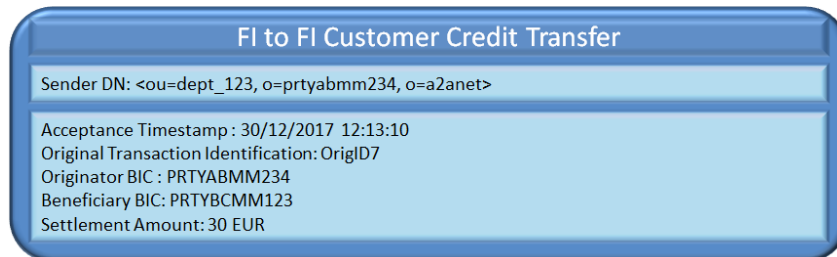 FI to FI Customer Credit Transfer
Sender DN: <ou=dept_123, o=prtyabmm234, o=a2anet>
Acceptance Timestamp : 30/12/2017 12:13:10
Original Transaction Identification: OrigID7
Originator BIC : PRTYABMM234
Beneficiary BIC: PRTYBCMM123
Settlement Amount: 30 EUR